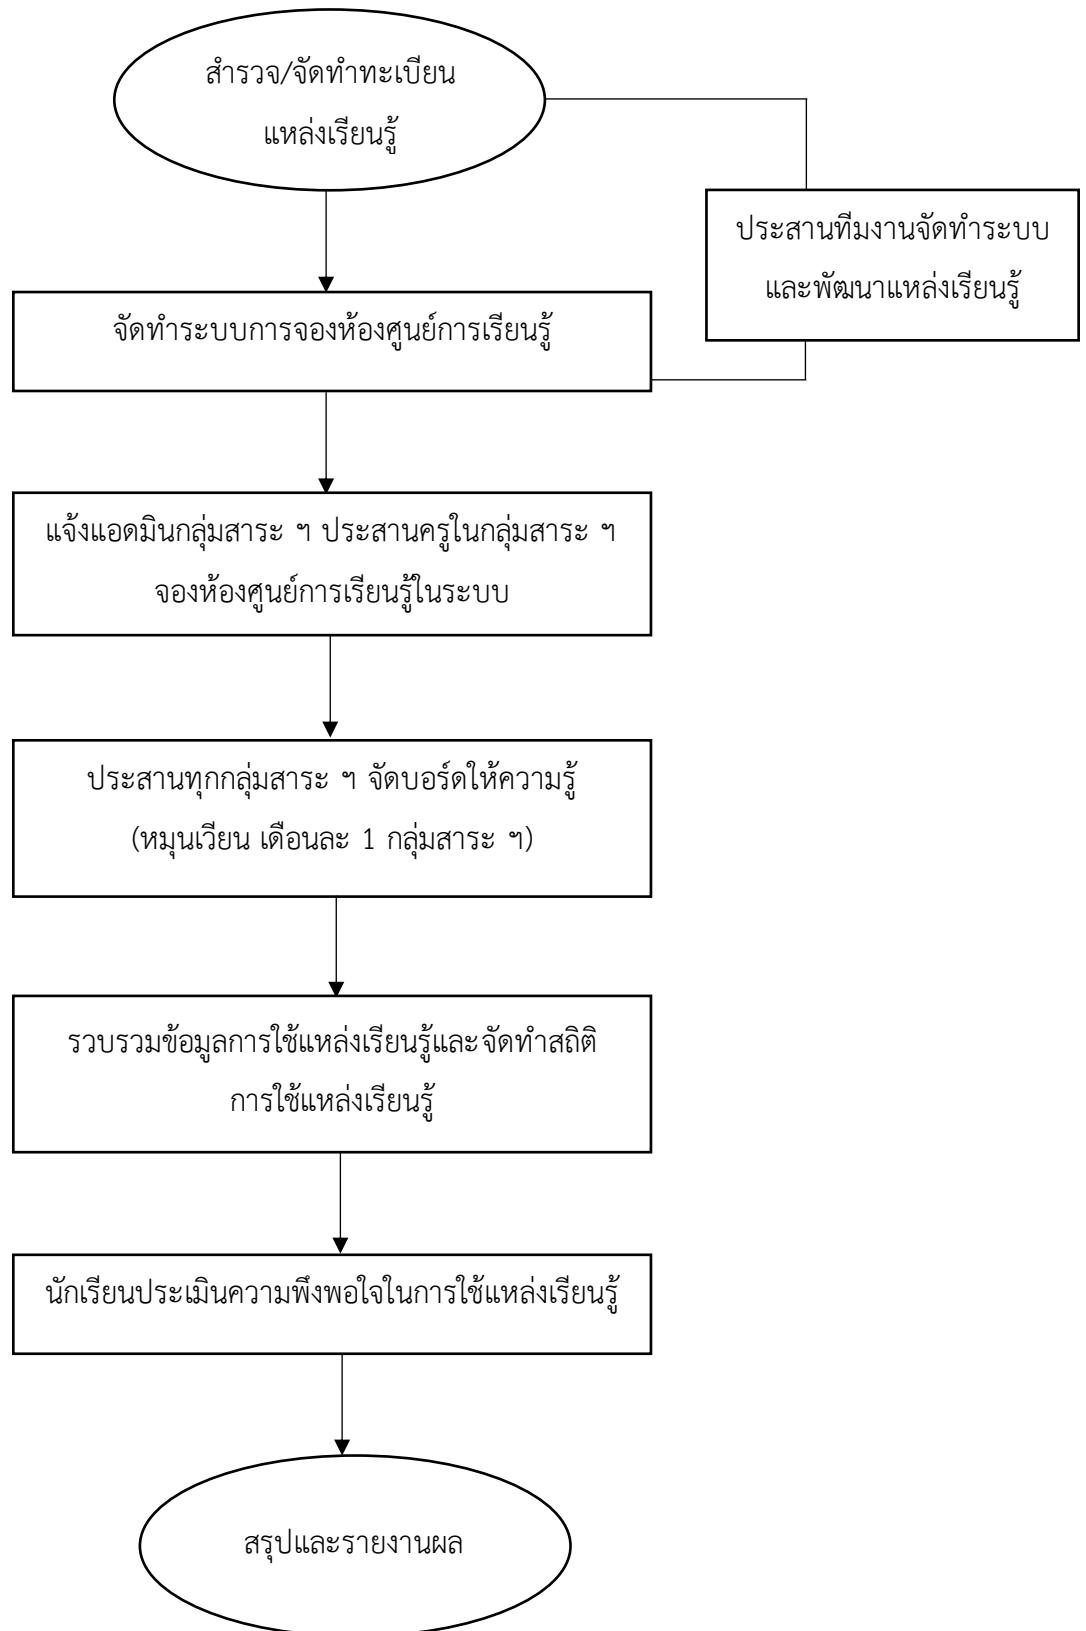 สำรวจ/จัดทำทะเบียน
แหล่งเรียนรู้
ประสานทีมงานจัดทำระบบ
และพัฒนาแหล่งเรียนรู้
จัดทำระบบการจองห้องศูนย์การเรียนรู้
แจ้งแอดมินกลุ่มสาระ ฯ ประสานครูในกลุ่มสาระ ฯ
จองห้องศูนย์การเรียนรู้ในระบบ
ประสานทุกกลุ่มสาระ ฯ จัดบอร์ดให้ความรู้
(หมุนเวียน เดือนละ 1 กลุ่มสาระ ฯ)
รวบรวมข้อมูลการใช้แหล่งเรียนรู้และจัดทำสถิติ
การใช้แหล่งเรียนรู้
นักเรียนประเมินความพึงพอใจในการใช้แหล่งเรียนรู้
สรุปและรายงานผล